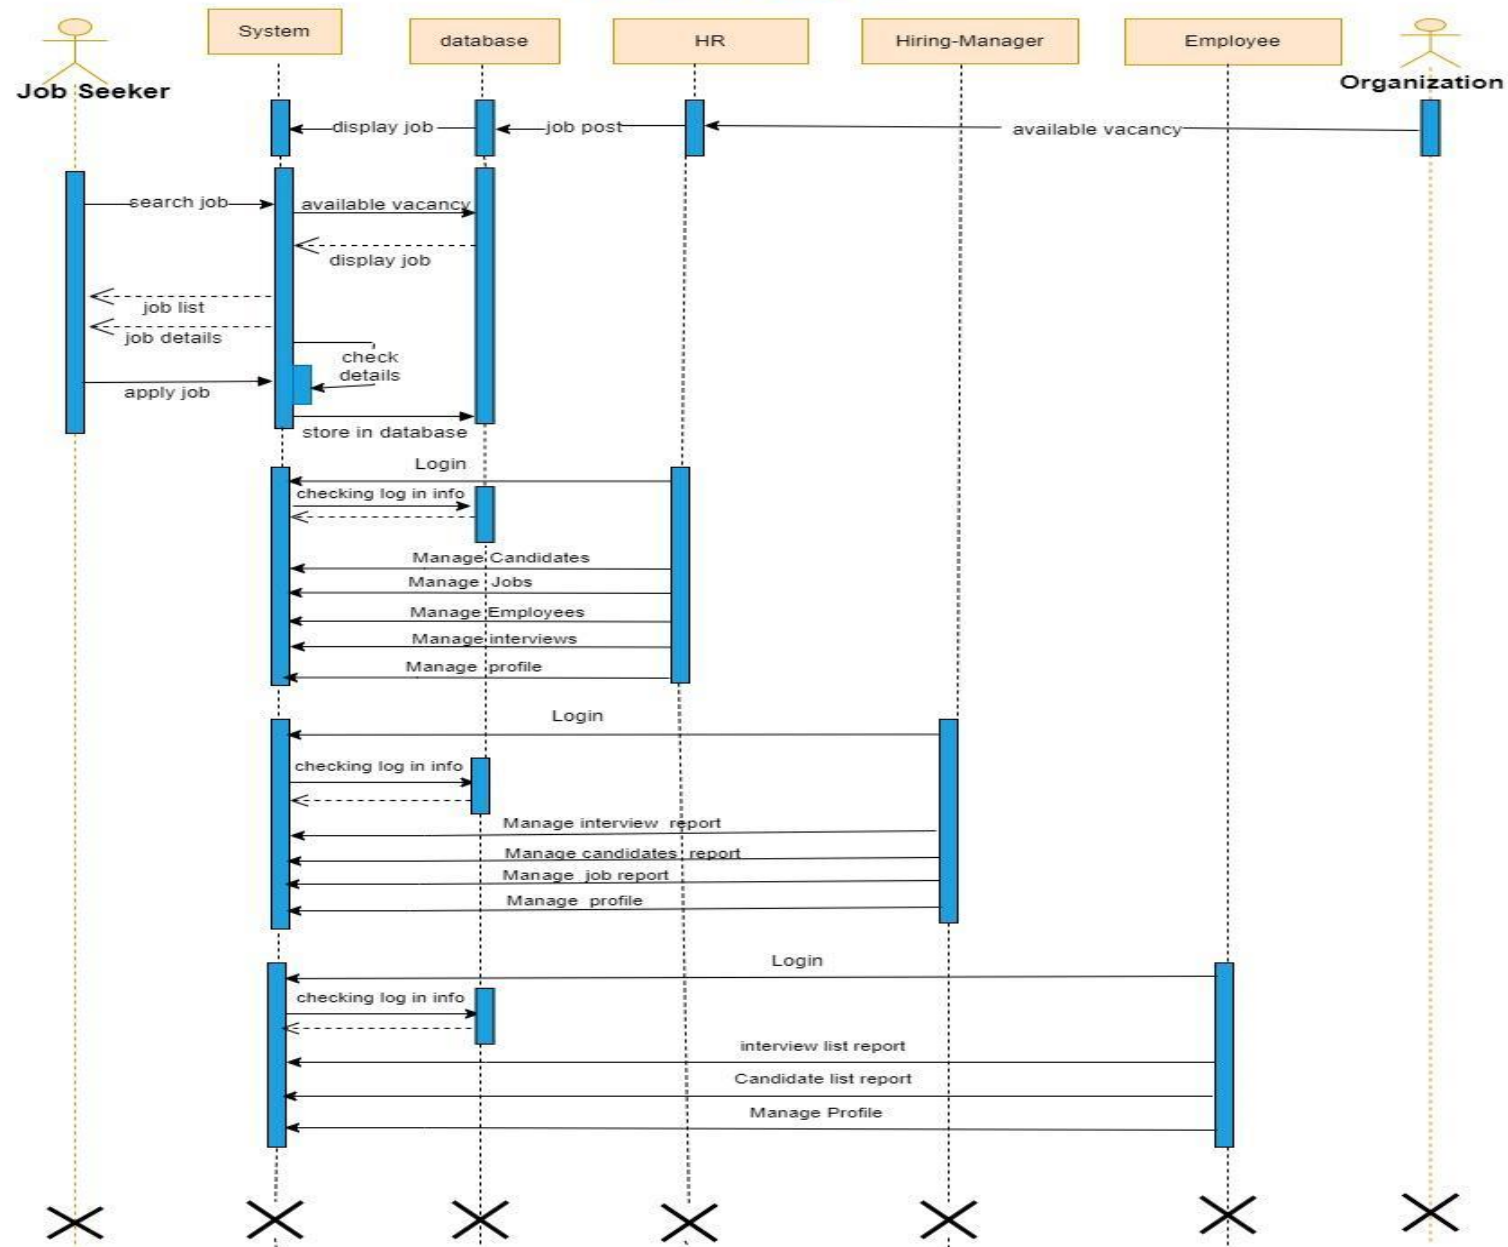 System
database
HR
Hiring-Manager
Employee
Job Seeker
Organization
display job
job post
available vacancy
search job
available vacancy
display job
job list
job details
check
details
apply job
store in database
Login
checking log in info
Manage Candidates
Manage Jobs
Manage Employees
Manage interviews
Manage profile
Login
checking log in info
Manage interview report
Manage candidates report
Manage job report
Manage profile
Login
checking log in info
interview list report
Candidate list report
Manage Profile